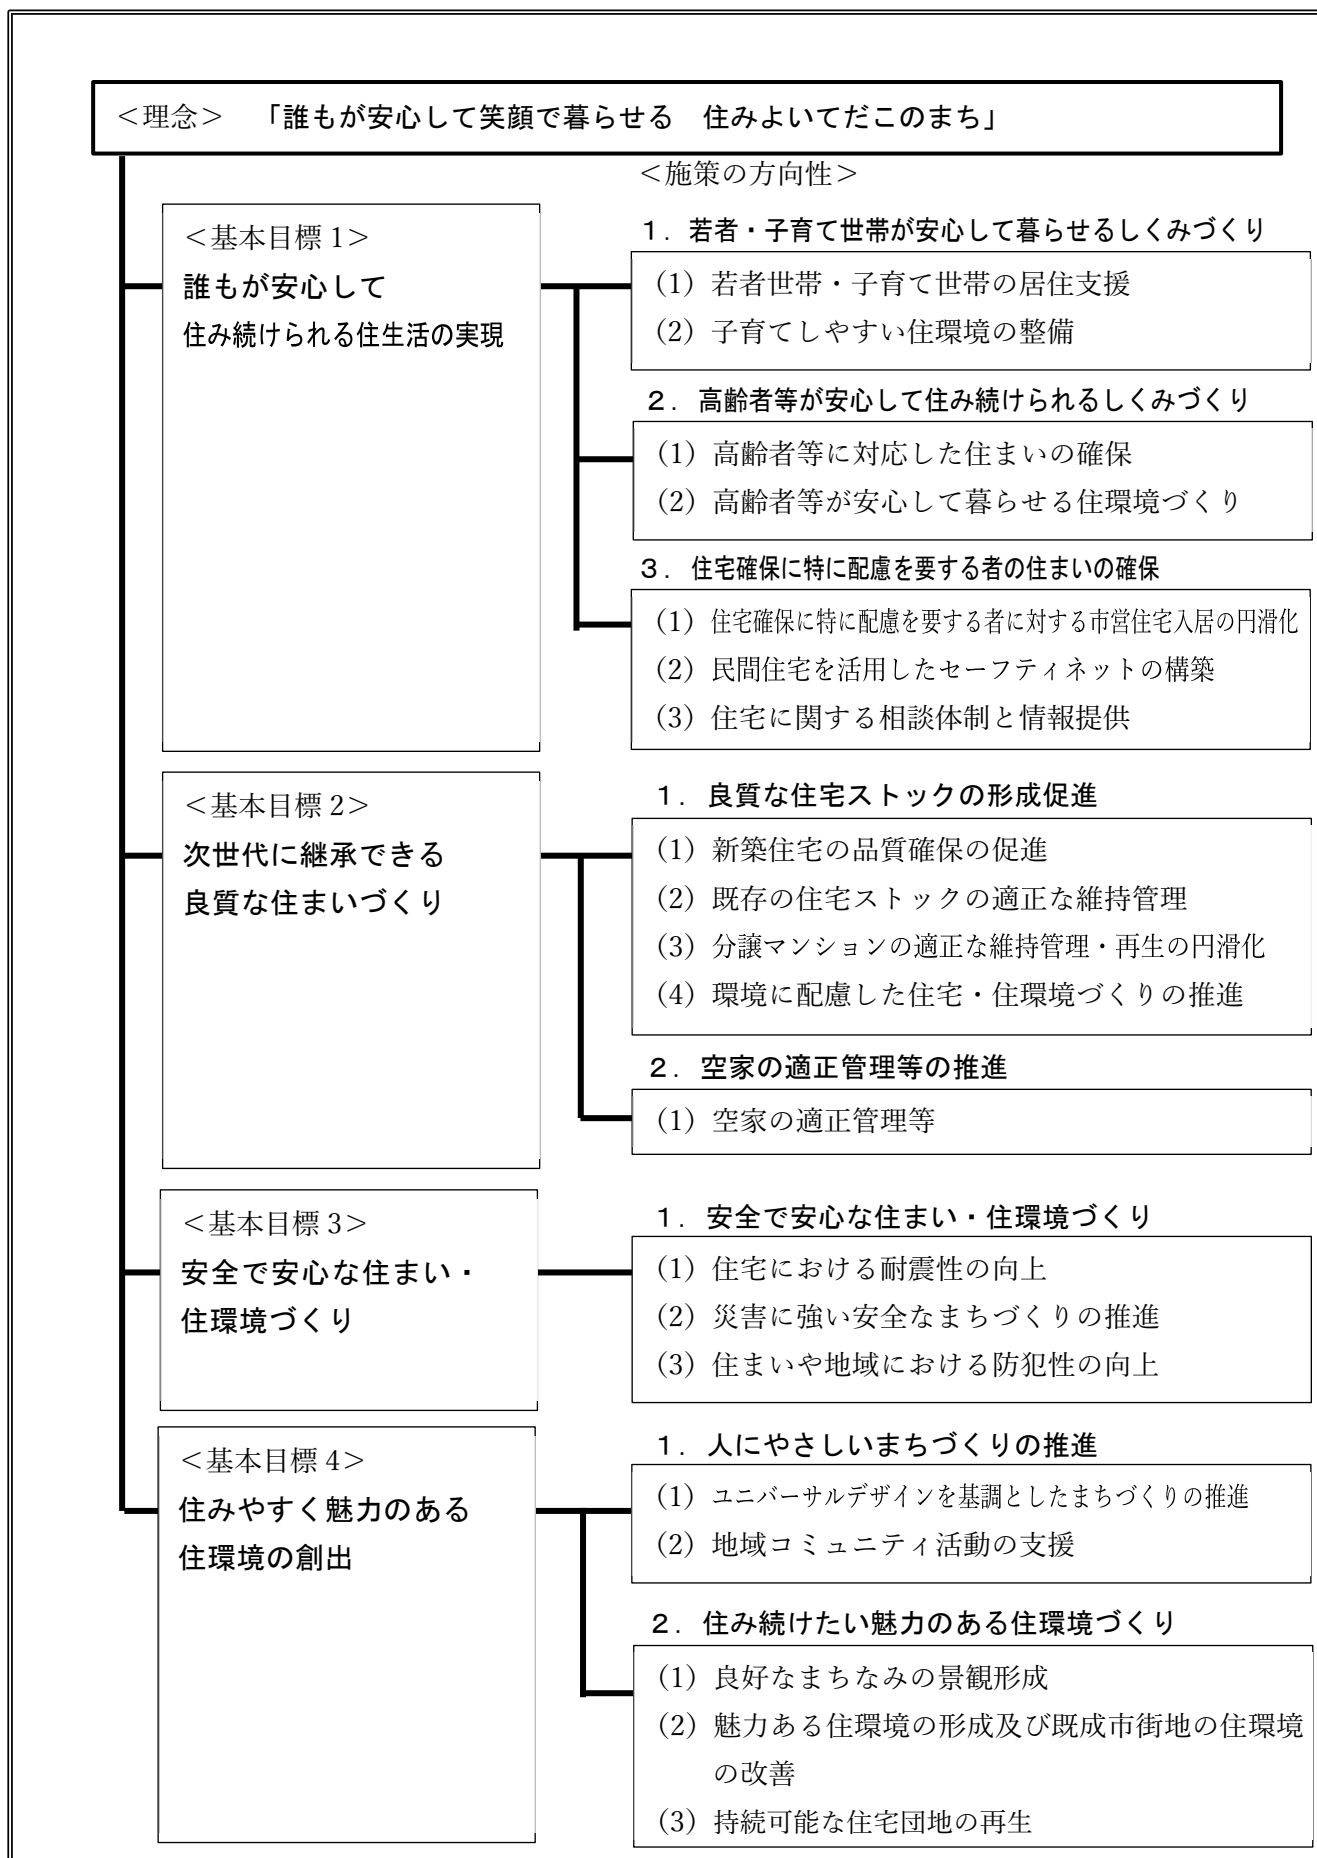 ＜理念＞　「誰もが安心して笑顔で暮らせる　住みよいてだこのまち」
＜施策の方向性＞
＜基本目標 1＞
誰もが安心して
住み続けられる住生活の実現
１．若者・子育て世帯が安心して暮らせるしくみづくり
（1）若者世帯・子育て世帯の居住支援
（2）子育てしやすい住環境の整備
２．高齢者等が安心して住み続けられるしくみづくり
（1）高齢者等に対応した住まいの確保
（2）高齢者等が安心して暮らせる住環境づくり
３．住宅確保に特に配慮を要する者の住まいの確保
（1）住宅確保に特に配慮を要する者に対する市営住宅入居の円滑化
（2）民間住宅を活用したセーフティネットの構築
（3）住宅に関する相談体制と情報提供
＜基本目標 2＞
次世代に継承できる
良質な住まいづくり
１．良質な住宅ストックの形成促進
（1）新築住宅の品質確保の促進
（2）既存の住宅ストックの適正な維持管理
（3）分譲マンションの適正な維持管理・再生の円滑化
（4）環境に配慮した住宅・住環境づくりの推進
２．空家の適正管理等の推進
（1）空家の適正管理等
＜基本目標 3＞
安全で安心な住まい・
住環境づくり
１．安全で安心な住まい・住環境づくり
（1）住宅における耐震性の向上
（2）災害に強い安全なまちづくりの推進
（3）住まいや地域における防犯性の向上
＜基本目標 4＞
住みやすく魅力のある
住環境の創出
１．人にやさしいまちづくりの推進
（1）ユニバーサルデザインを基調としたまちづくりの推進
（2）地域コミュニティ活動の支援
２．住み続けたい魅力のある住環境づくり
（1）良好なまちなみの景観形成
（2）魅力ある住環境の形成及び既成市街地の住環境
の改善
（3）持続可能な住宅団地の再生